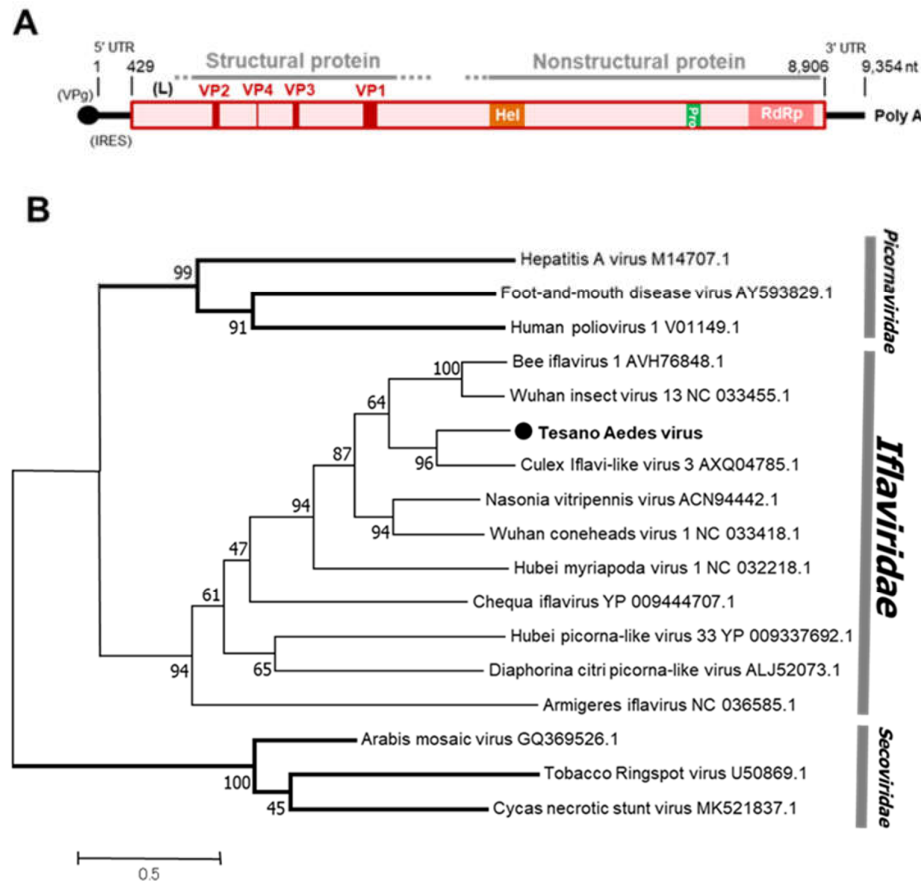 A
5' UTR
Structural protein
Nonstructural protein
3' UTR
1
429
8,906
9,354 nt
(VPg)
(L)
VP2
VP4
VP3
VP1
Hel
Pro
RdRp
Poly A
(IRES)
B
Picornaviridae
99
Hepatitis A virus M14707.1
Foot-and-mouth disease virus AY593829.1
91
Human poliovirus 1 V01149.1
Iflaviridae
100
Bee iflavirus 1 AVH76848.1
Wuhan insect virus 13 NC 033455.1
64
Tesano Aedes virus
96
Culex Iflavi-like virus 3 AXQ04785.1
87
Nasonia vitripennis virus ACN94442.1
94
Wuhan coneheads virus 1 NC 033418.1
94
Hubei myriapoda virus 1 NC 032218.1
47
Chequa iflavirus YP 009444707.1
61
Hubei picorna-like virus 33 YP 009337692.1
65
Diaphorina citri picorna-like virus ALJ52073.1
94
Armigeres iflavirus NC 036585.1
Secoviridae
Arabis mosaic virus GQ369526.1
100
Tobacco Ringspot virus U50869.1
45
Cycas necrotic stunt virus MK521837.1
0.5